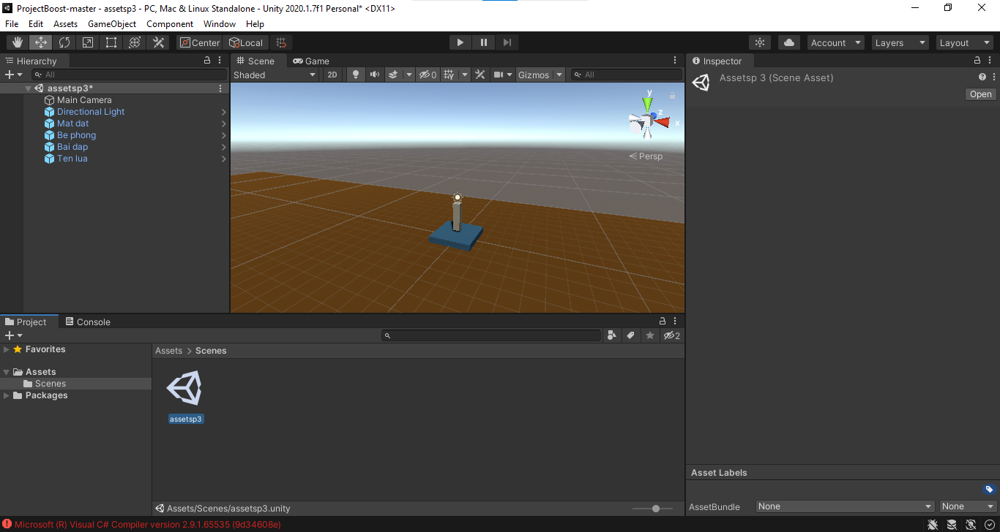 ProjectBoost-master - assetsp3 - PC, Mac & Linux Standalone - Unity 2020.1.7f1 Personal* <DX11>
File Edit Assets GameObject Component Window Help
Center Local Account Layers Layout
Hierarchy
All
assetsp3*
Main Camera
Directional Light
Mat dat
Be phong
Bai dap
Ten lua
Scene Game
Shaded 2D 0 Gizmos All
y
z
x
Persp
Inspector
Assetsp 3 (Scene Asset)
Open
Project Console
2
Favorites
Assets
Scenes
Packages
Assets > Scenes
assetsp3
Assets/Scenes/assetsp3.unity
Asset Labels
AssetBundle None None
Microsoft (R) Visual C# Compiler version 2.9.1.65535 (9d34608e)